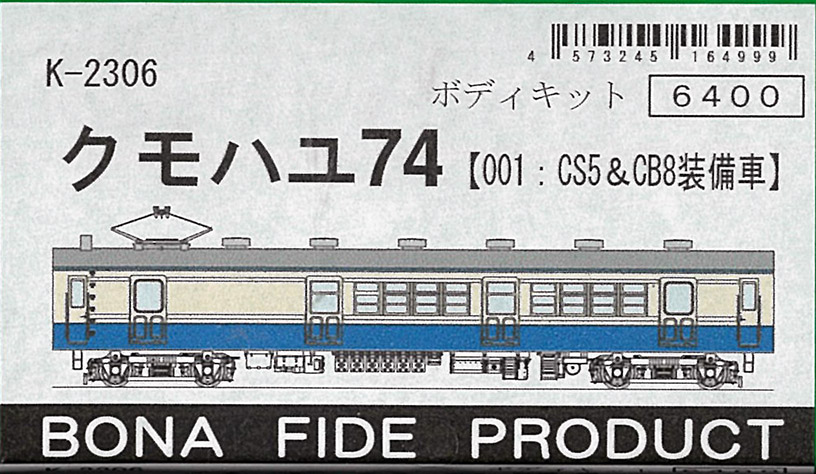 4 573245 164999
K-2306
ボディキット 6400
クモハユ74【001：CS5＆CB8装備車】
BONA FIDE PRODUCT